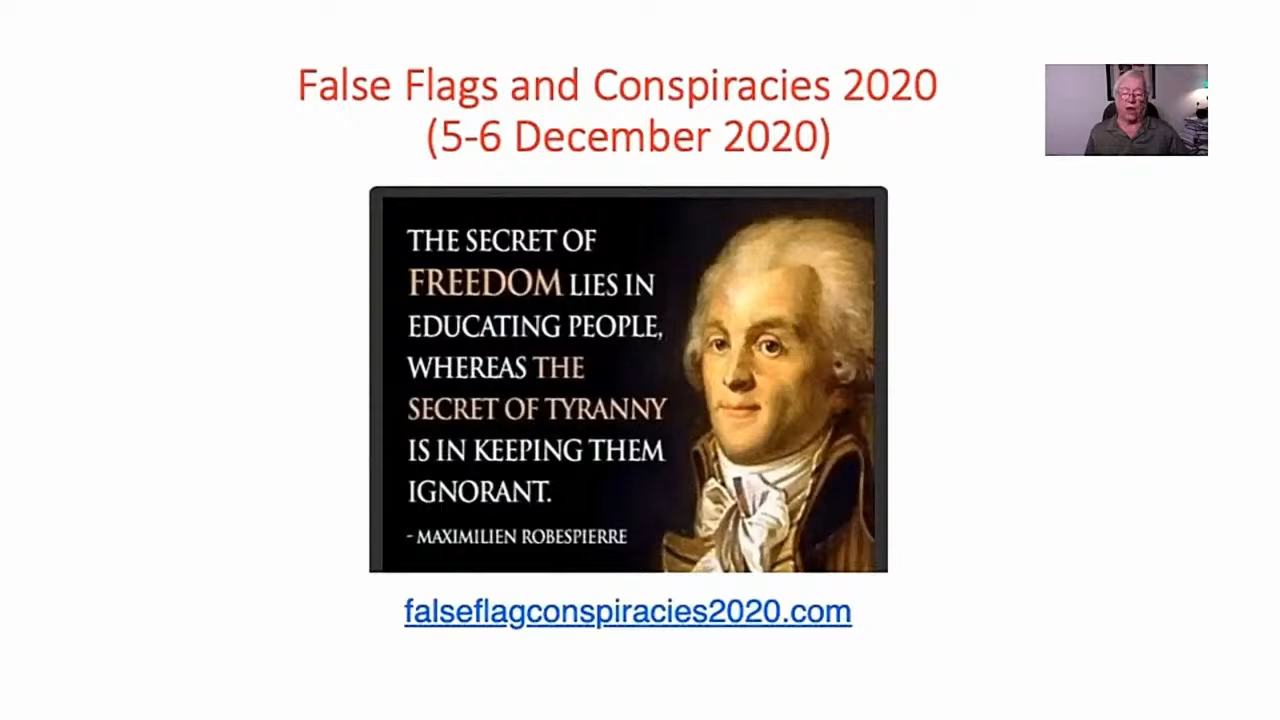 False Flags and Conspiracies 2020
(5-6 December 2020)
THE SECRET OF
FREEDOM LIES IN
EDUCATING PEOPLE,
WHEREAS THE
SECRET OF TYRANNY
IS IN KEEPING THEM
IGNORANT.
- MAXIMILIEN ROBESPIERRE
falseflagconspiracies2020.com